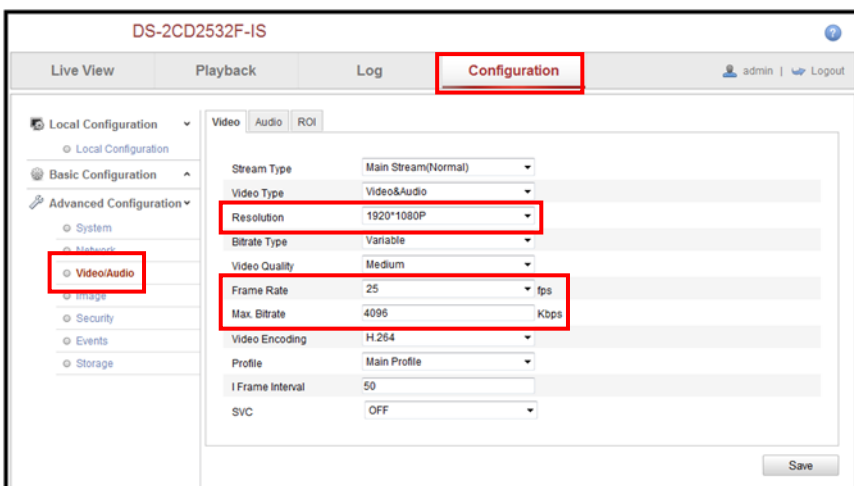 DS-2CD2532F-IS
?
Live View Playback Log Configuration admin | Logout
Local Configuration
Local Configuration
Basic Configuration
Advanced Configuration
System
Network
Video/Audio
Image
Security
Events
Storage
Video Audio ROI
Stream Type Main Stream(Normal)
Video Type Video&Audio
Resolution 1920*1080P
Bitrate Type Variable
Video Quality Medium
Frame Rate 25 fps
Max. Bitrate 4096 Kbps
Video Encoding H.264
Profile Main Profile
I Frame Interval 50
SVC OFF
Save